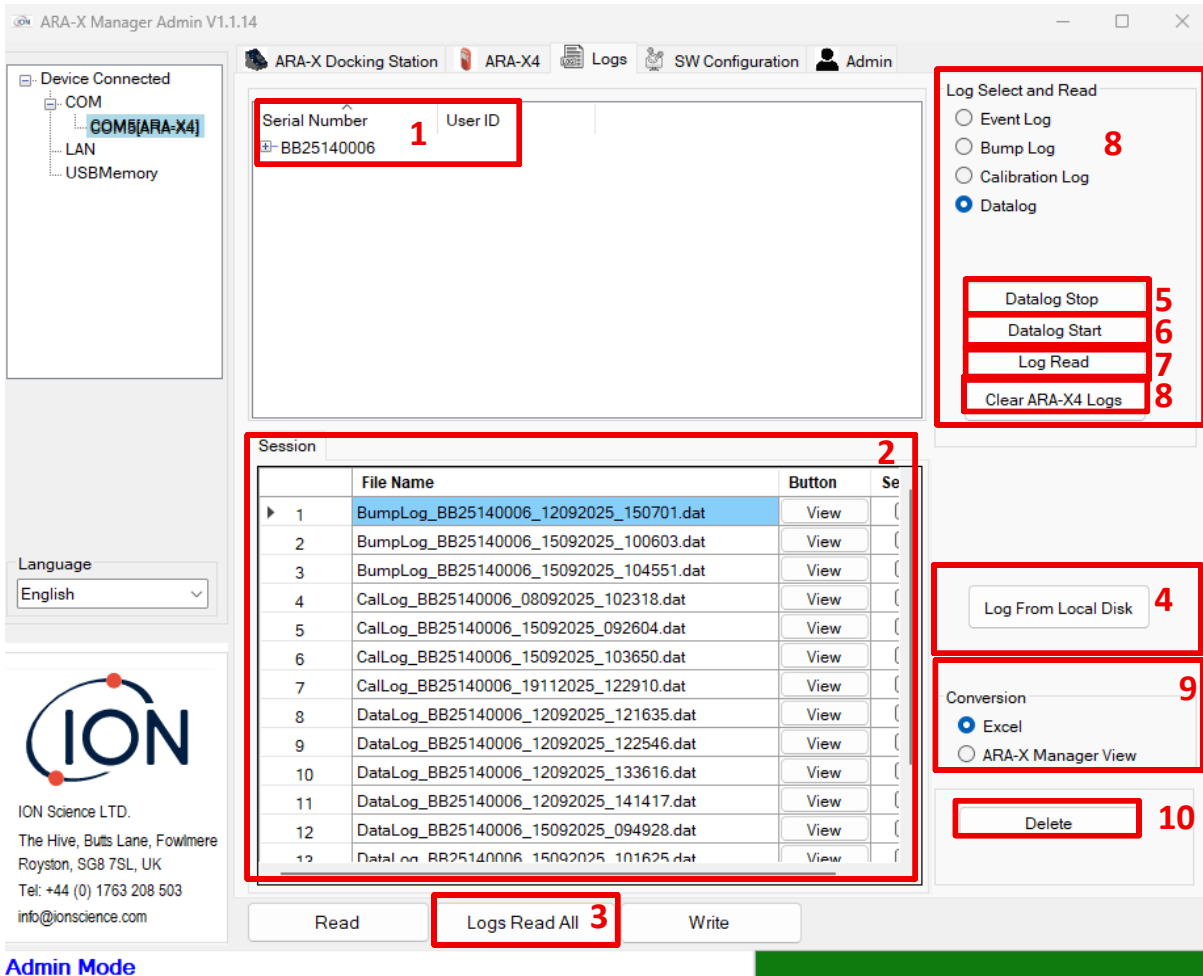 ARA-X Manager Admin V1.1.14
ARA-X Docking Station ARA-X4 Logs SW Configuration Admin
Device Connected
COM
COM5[ARA-X4]
LAN
USBMemory
Serial Number User ID
1
BB25140006
Log Select and Read
Event Log
Bump Log
8
Calibration Log
Datalog
Datalog Stop 5
Datalog Start 6
Log Read 7
Clear ARA-X4 Logs 8
Session
2
File Name Button Se
1 BumpLog_BB25140006_12092025_150701.dat View
2 BumpLog_BB25140006_15092025_100603.dat View
3 BumpLog_BB25140006_15092025_104551.dat View
4 CalLog_BB25140006_08092025_102318.dat View
5 CalLog_BB25140006_15092025_092604.dat View
6 CalLog_BB25140006_15092025_103650.dat View
7 CalLog_BB25140006_19112025_122910.dat View
8 DataLog_BB25140006_12092025_121635.dat View
9 DataLog_BB25140006_12092025_122546.dat View
10 DataLog_BB25140006_12092025_133616.dat View
11 DataLog_BB25140006_12092025_141417.dat View
12 DataLog_BB25140006_15092025_094928.dat View
13 DataLog_BB25140006_15092025_101625.dat View
Language
English
Log From Local Disk 4
Conversion 9
Excel
ARA-X Manager View
Delete 10
ION
ION Science LTD.
The Hive, Butts Lane, Fowlmere
Royston, SG8 7SL, UK
Tel: +44 (0) 1763 208 503
info@ionscience.com
Read Logs Read All 3 Write
Admin Mode